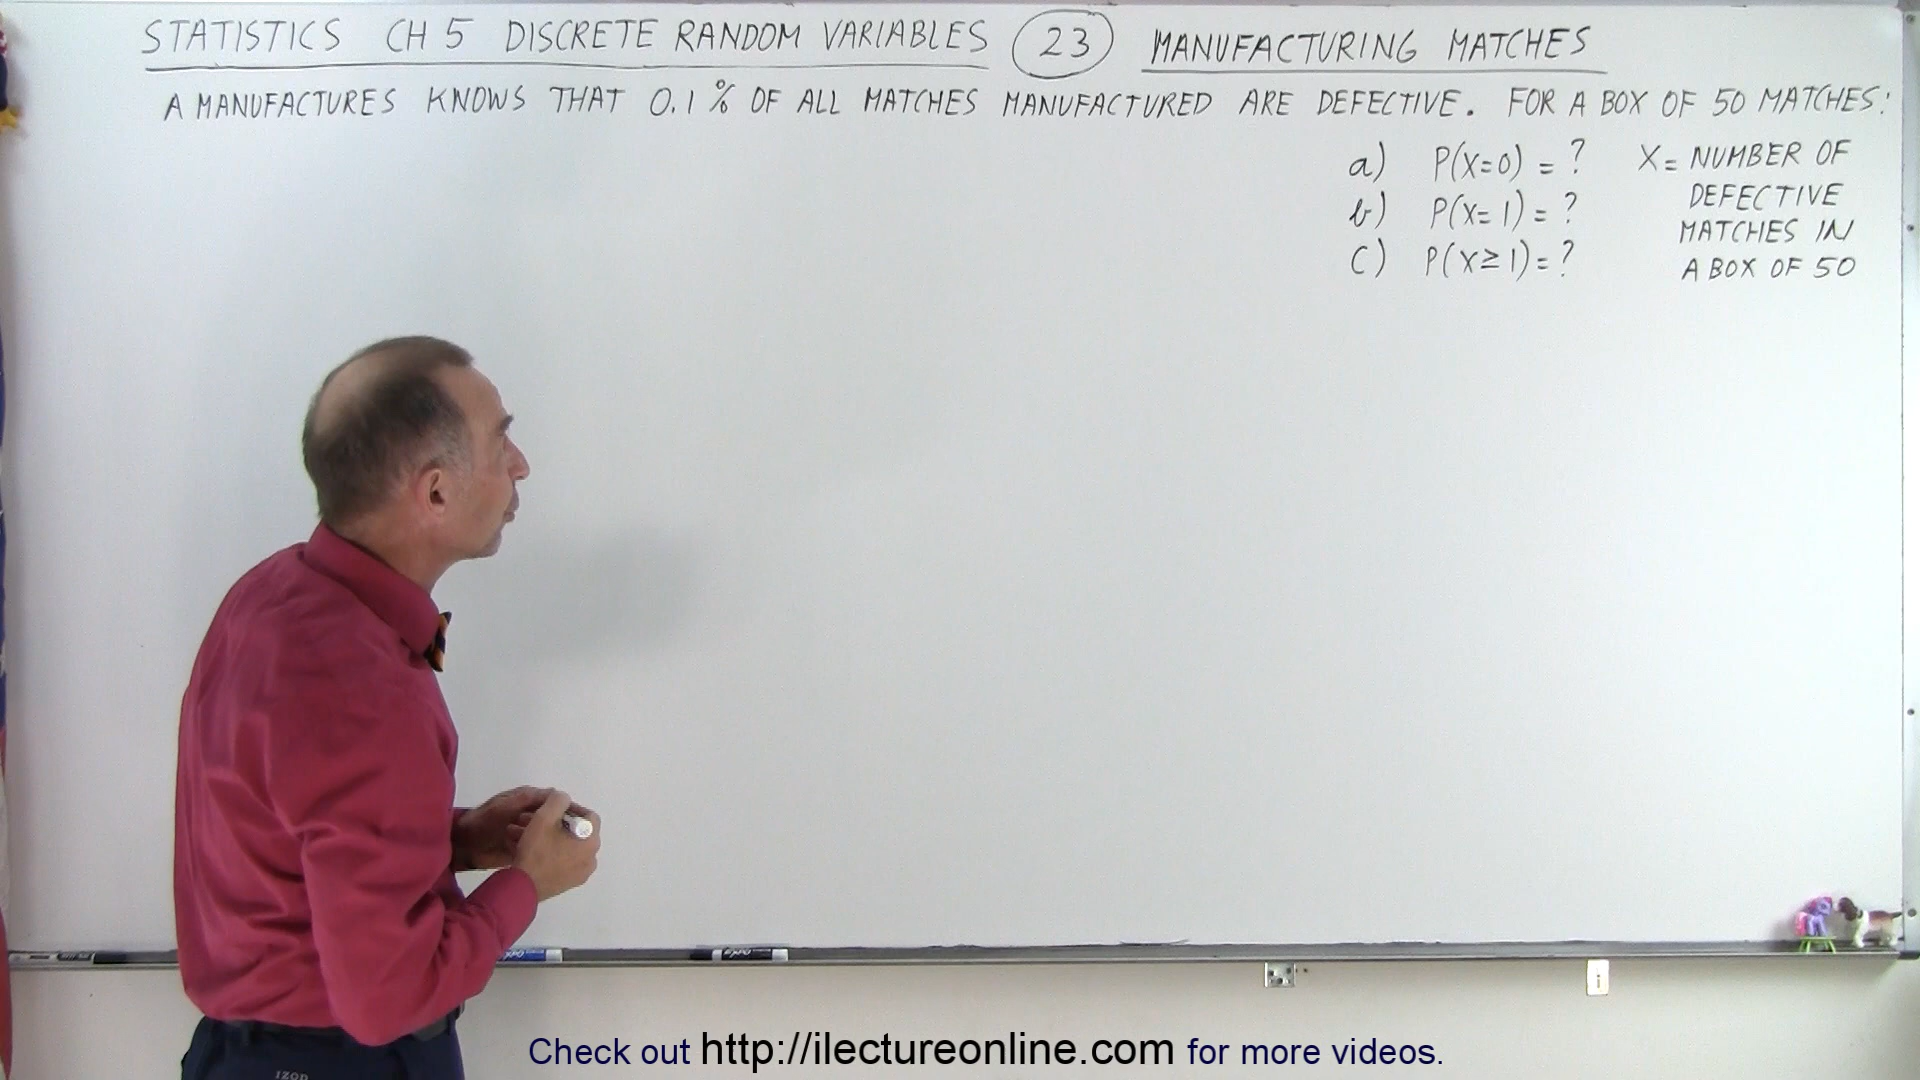 STATISTICS CH 5 DISCRETE RANDOM VARIABLES 23 MANUFACTURING MATCHES
A MANUFACTURES KNOWS THAT 0.1% OF ALL MATCHES MANUFACTURED ARE DEFECTIVE. FOR A BOX OF 50 MATCHES:
a) P(X=0) = ?
b) P(X=1) = ?
c) P(X≥1) = ?
X = NUMBER OF
DEFECTIVE
MATCHES IN
A BOX OF 50
IZOD
Check out http://ilectureonline.com for more videos.